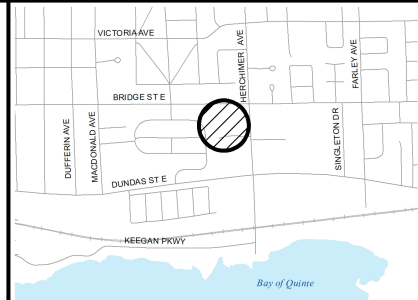 VICTORIA AVE
HERCHIMER AVE
FARLEY AVE
BRIDGE ST E
DUFFERIN AVE
MACDONALD AVE
SINGLETON DR
DUNDAS ST E
KEEGAN PKWY
Bay of Quinte